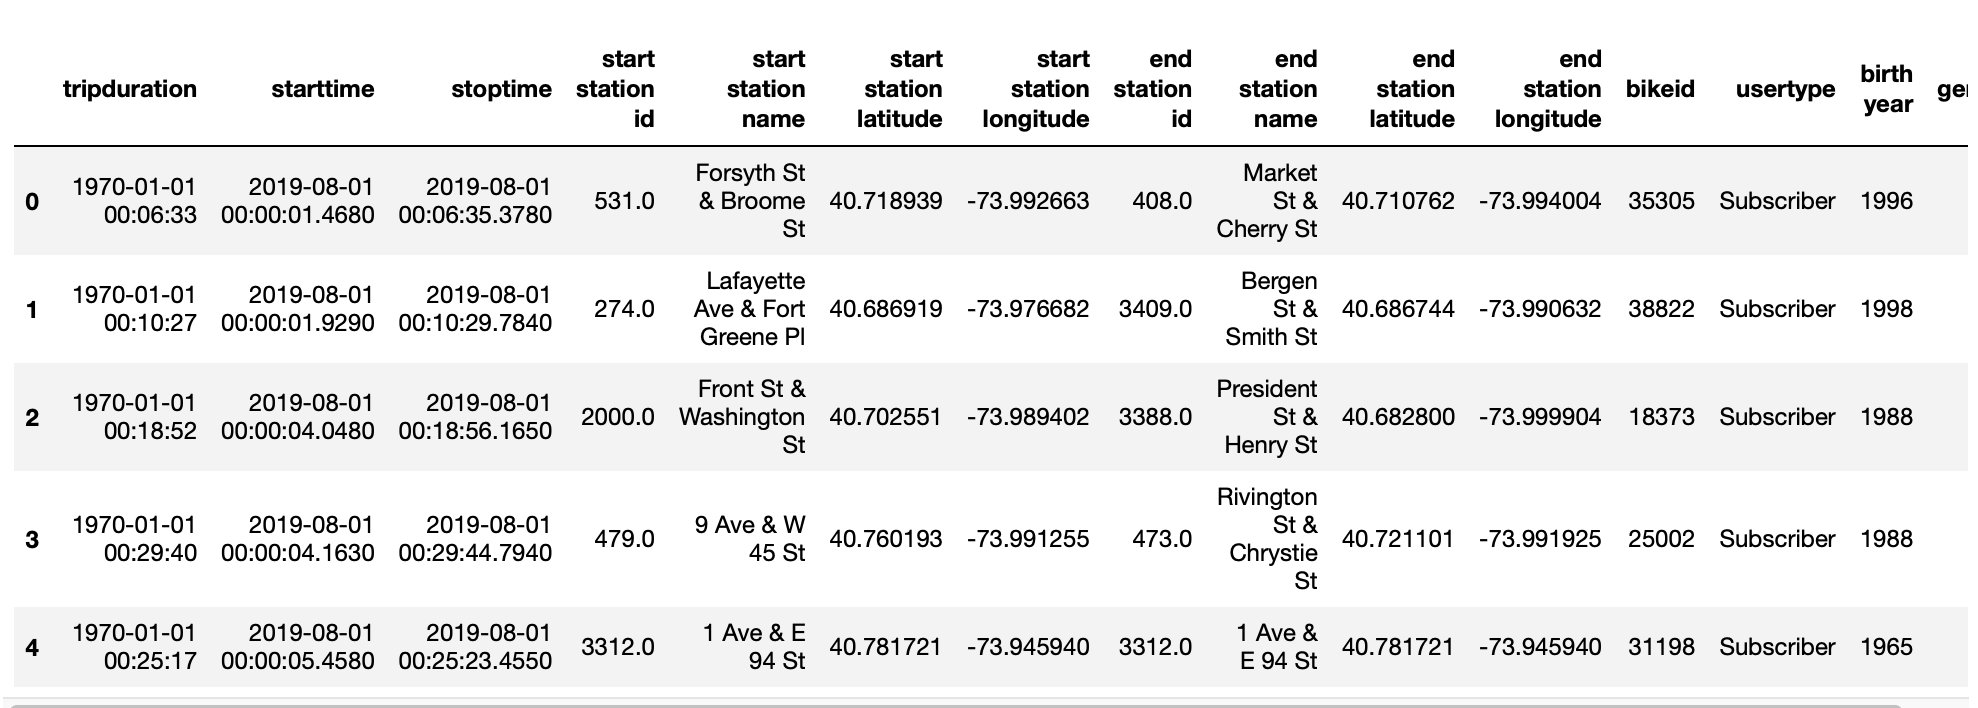 tripduration starttime stoptime start station id start station name start station latitude start station longitude end station id end station name end station latitude end station longitude bikeid usertype birth year
0 1970-01-01 00:06:33 2019-08-01 00:00:01.4680 2019-08-01 00:06:35.3780 531.0 Forsyth St & Broome St 40.718939 -73.992663 408.0 Market St & Cherry St 40.710762 -73.994004 35305 Subscriber 1996
1 1970-01-01 00:10:27 2019-08-01 00:00:01.9290 2019-08-01 00:10:29.7840 274.0 Lafayette Ave & Fort Greene Pl 40.686919 -73.976682 3409.0 Bergen St & Smith St 40.686744 -73.990632 38822 Subscriber 1998
2 1970-01-01 00:18:52 2019-08-01 00:00:04.0480 2019-08-01 00:18:56.1650 2000.0 Front St & Washington St 40.702551 -73.989402 3388.0 President St & Henry St 40.682800 -73.999904 18373 Subscriber 1988
3 1970-01-01 00:29:40 2019-08-01 00:00:04.1630 2019-08-01 00:29:44.7940 479.0 9 Ave & W 45 St 40.760193 -73.991255 473.0 Rivington St & Chrystie St 40.721101 -73.991925 25002 Subscriber 1988
4 1970-01-01 00:25:17 2019-08-01 00:00:05.4580 2019-08-01 00:25:23.4550 3312.0 1 Ave & E 94 St 40.781721 -73.945940 3312.0 1 Ave & E 94 St 40.781721 -73.945940 31198 Subscriber 1965